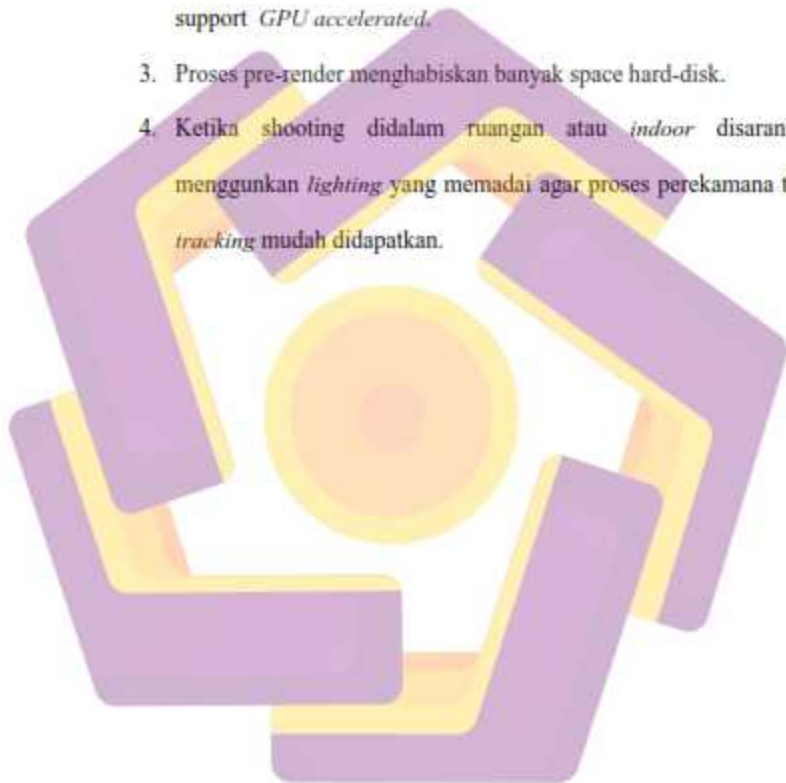 support GPU accelerated.
3. Proses pre-render menghabiskan banyak space hard-disk.
4. Ketika shooting didalam ruangan atau indoor disaran
menggunkan lighting yang memadai agar proses perekamana t
tracking mudah didapatkan.